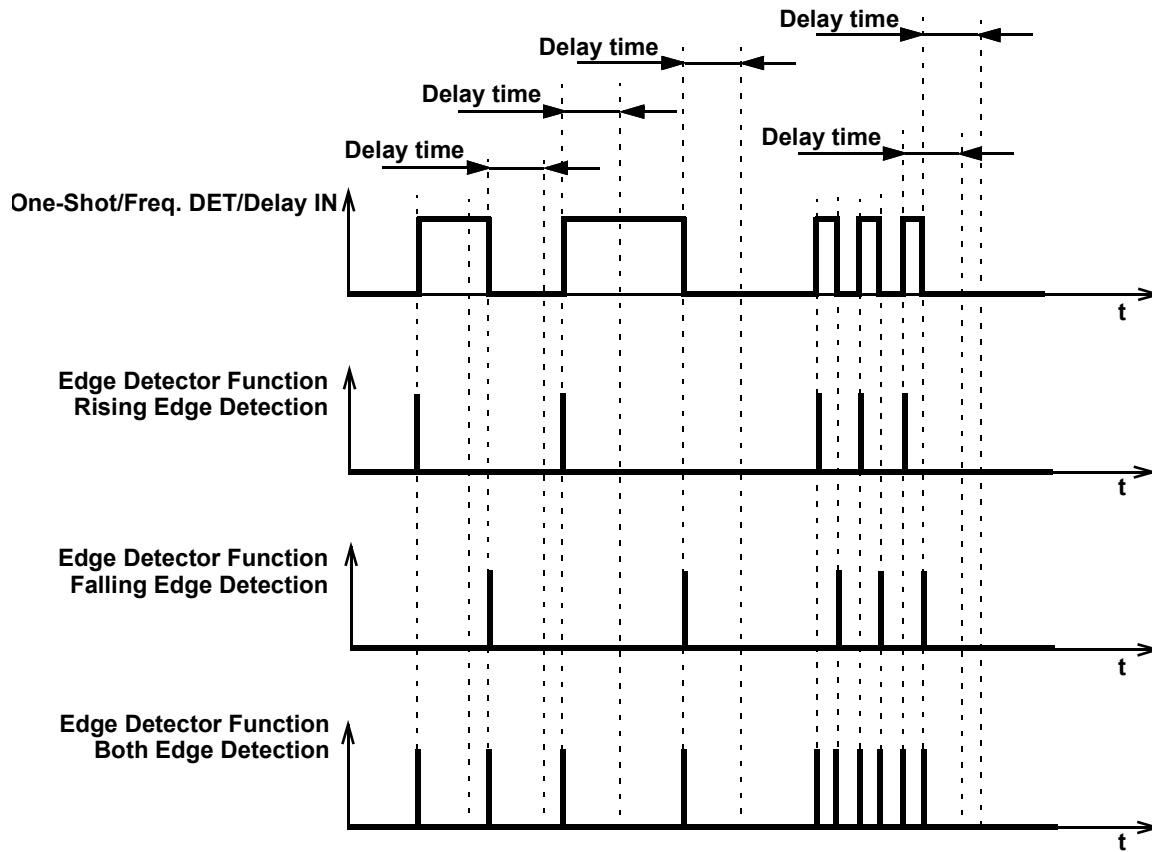 Delay time
Delay time
Delay time
Delay time
Delay time
One-Shot/Freq. DET/Delay IN
t
Edge Detector Function
Rising Edge Detection
t
Edge Detector Function
Falling Edge Detection
t
Edge Detector Function
Both Edge Detection
t